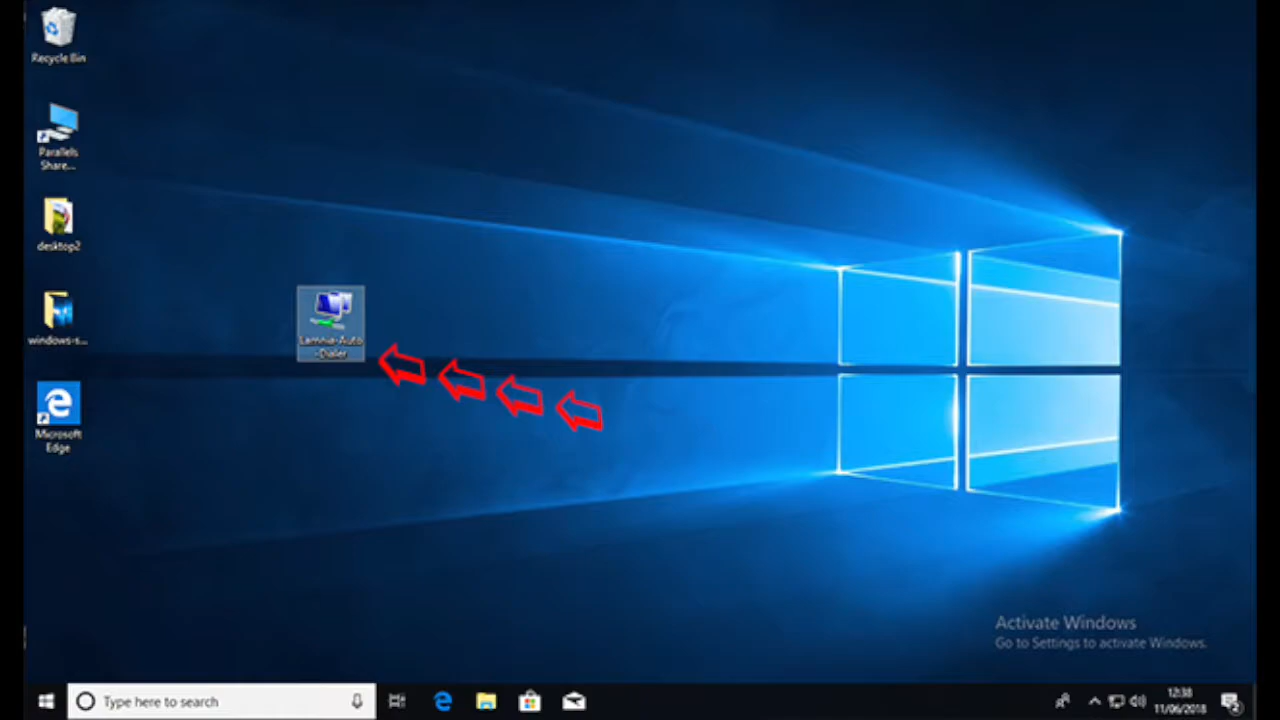 Recycle Bin
Parallels
Share...
desktop2
windows-s...
Lamnia-Auto
-Dialer
Microsoft
Edge
Activate Windows
Go to Settings to activate Windows.
Type here to search
12:38
11/06/2018
2